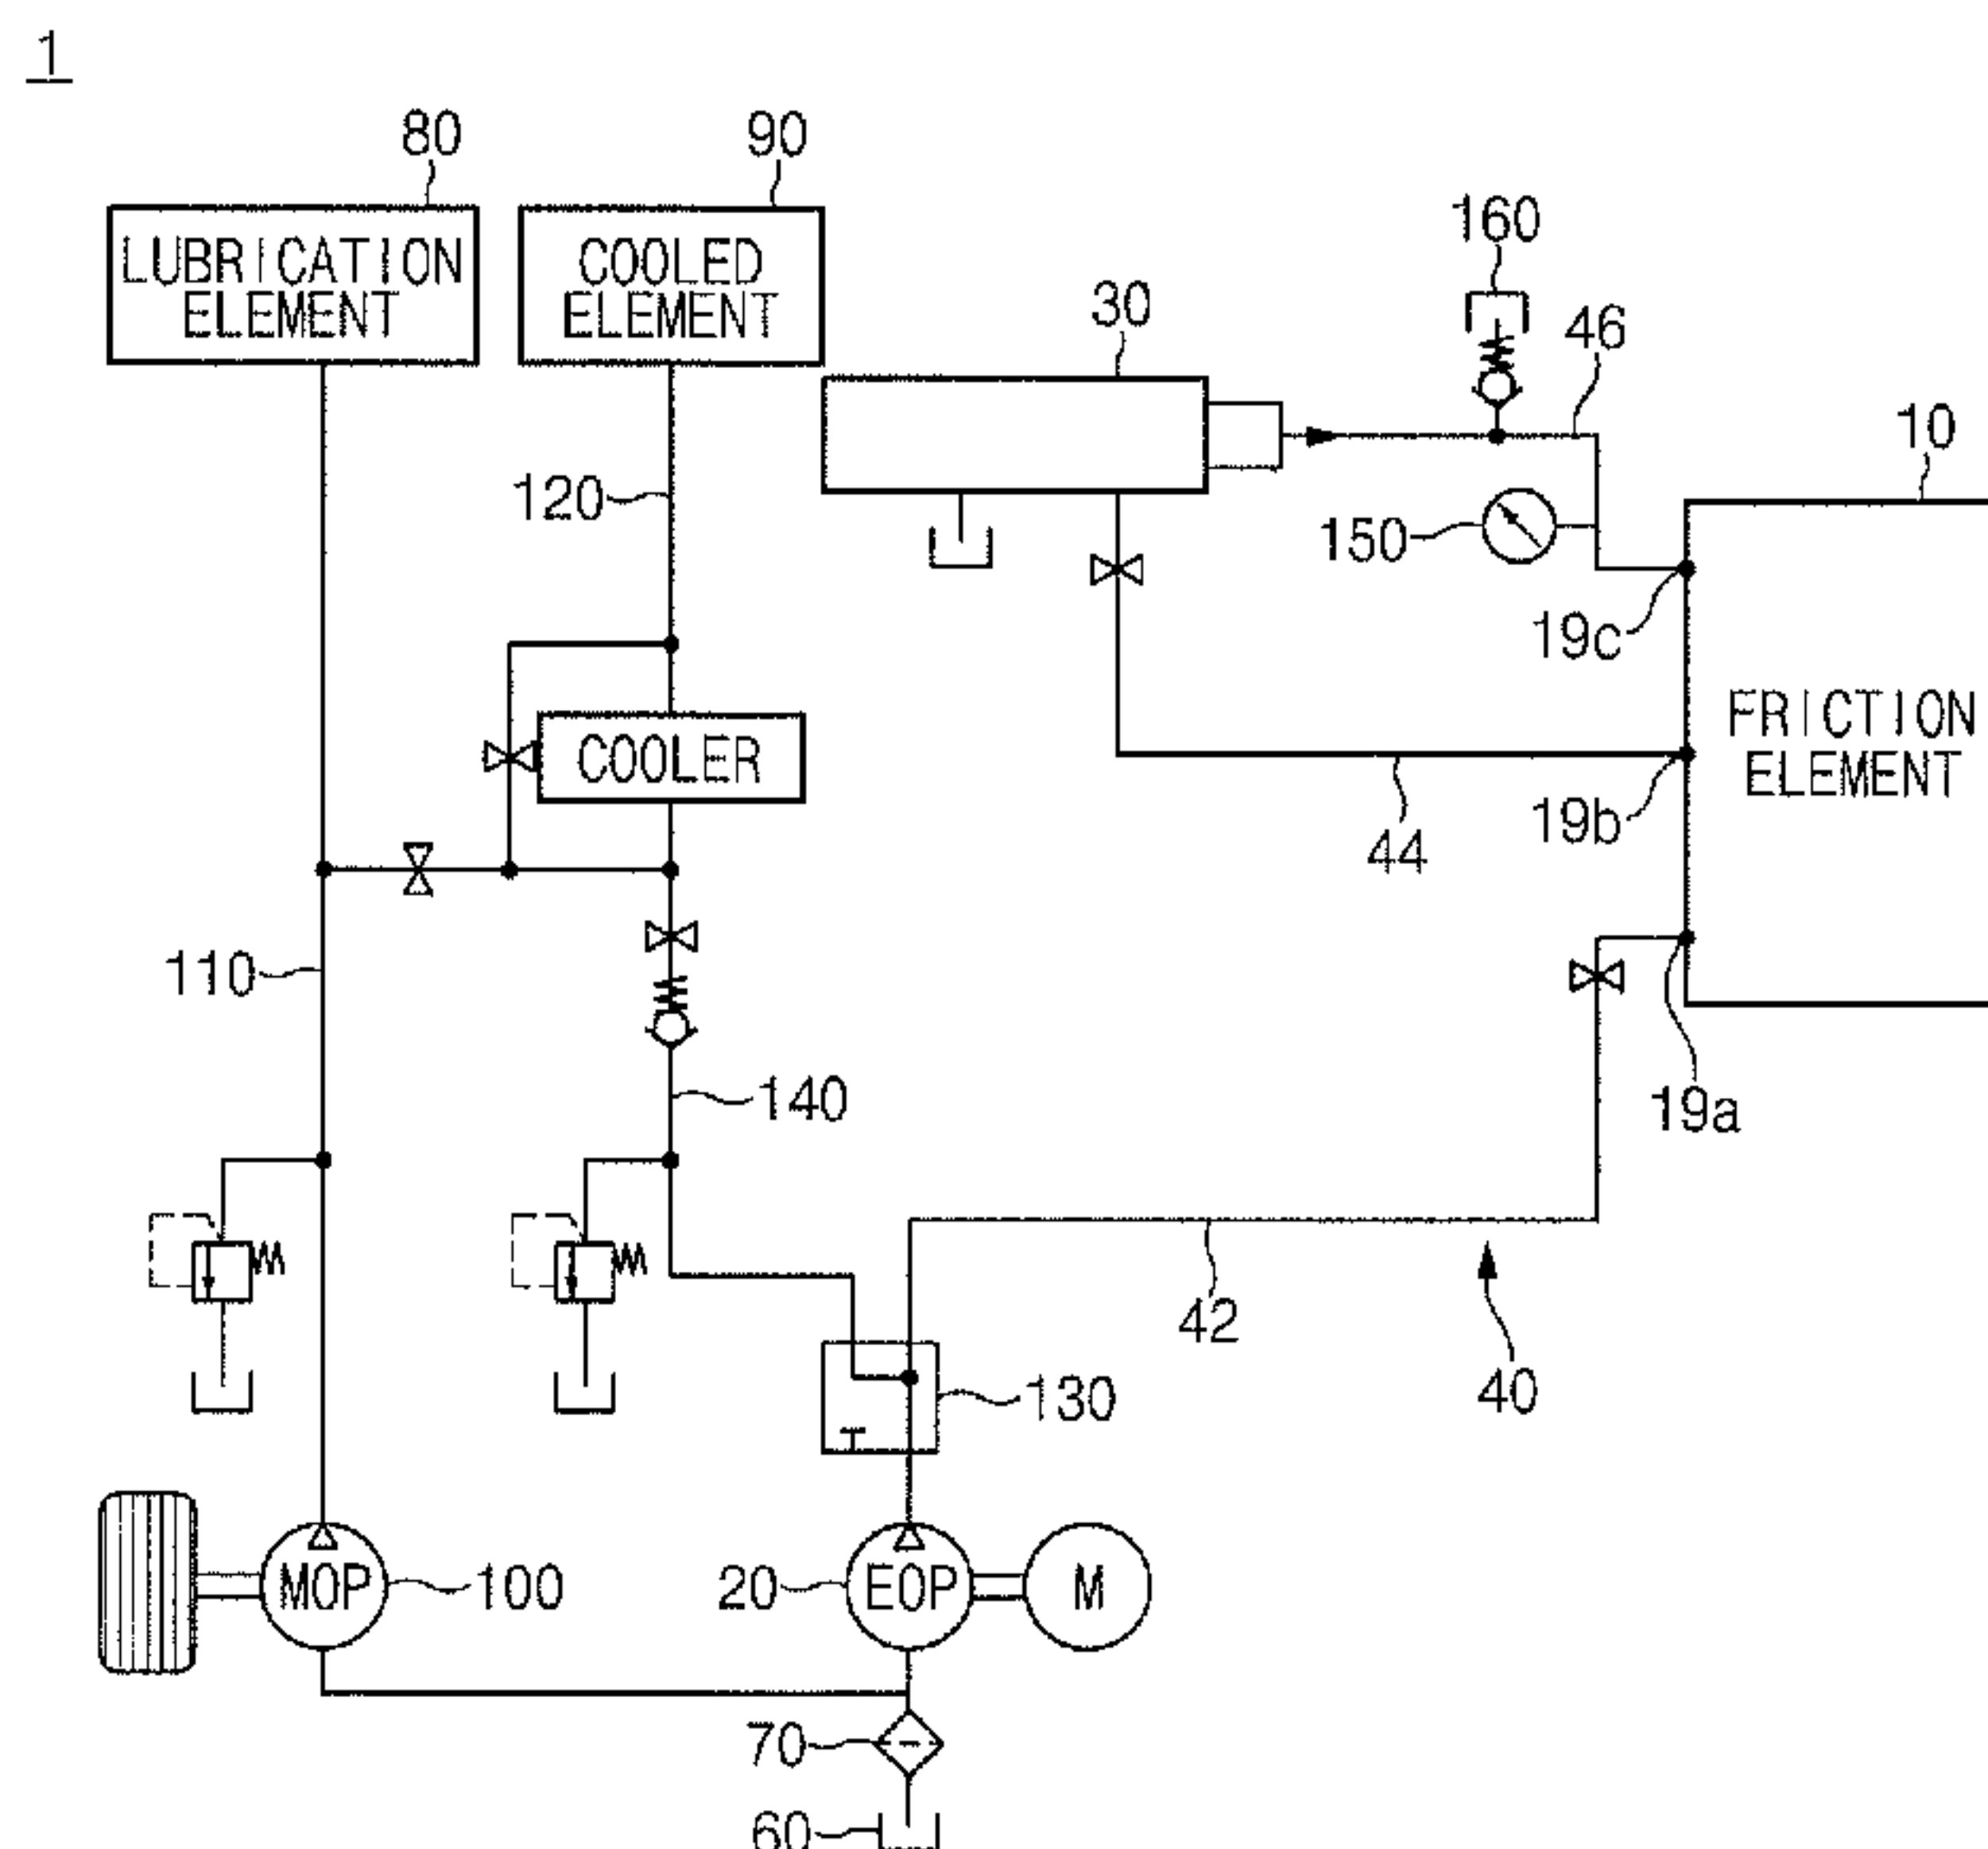 1
80
90
LUBRICATION
ELEMENT
COOLED
ELEMENT
160
30
46
10
120
150
19c
COOLER
FRICTION
ELEMENT
19b
44
110
140
19a
42
130
40
MOP
100
20
EOP
M
70
60